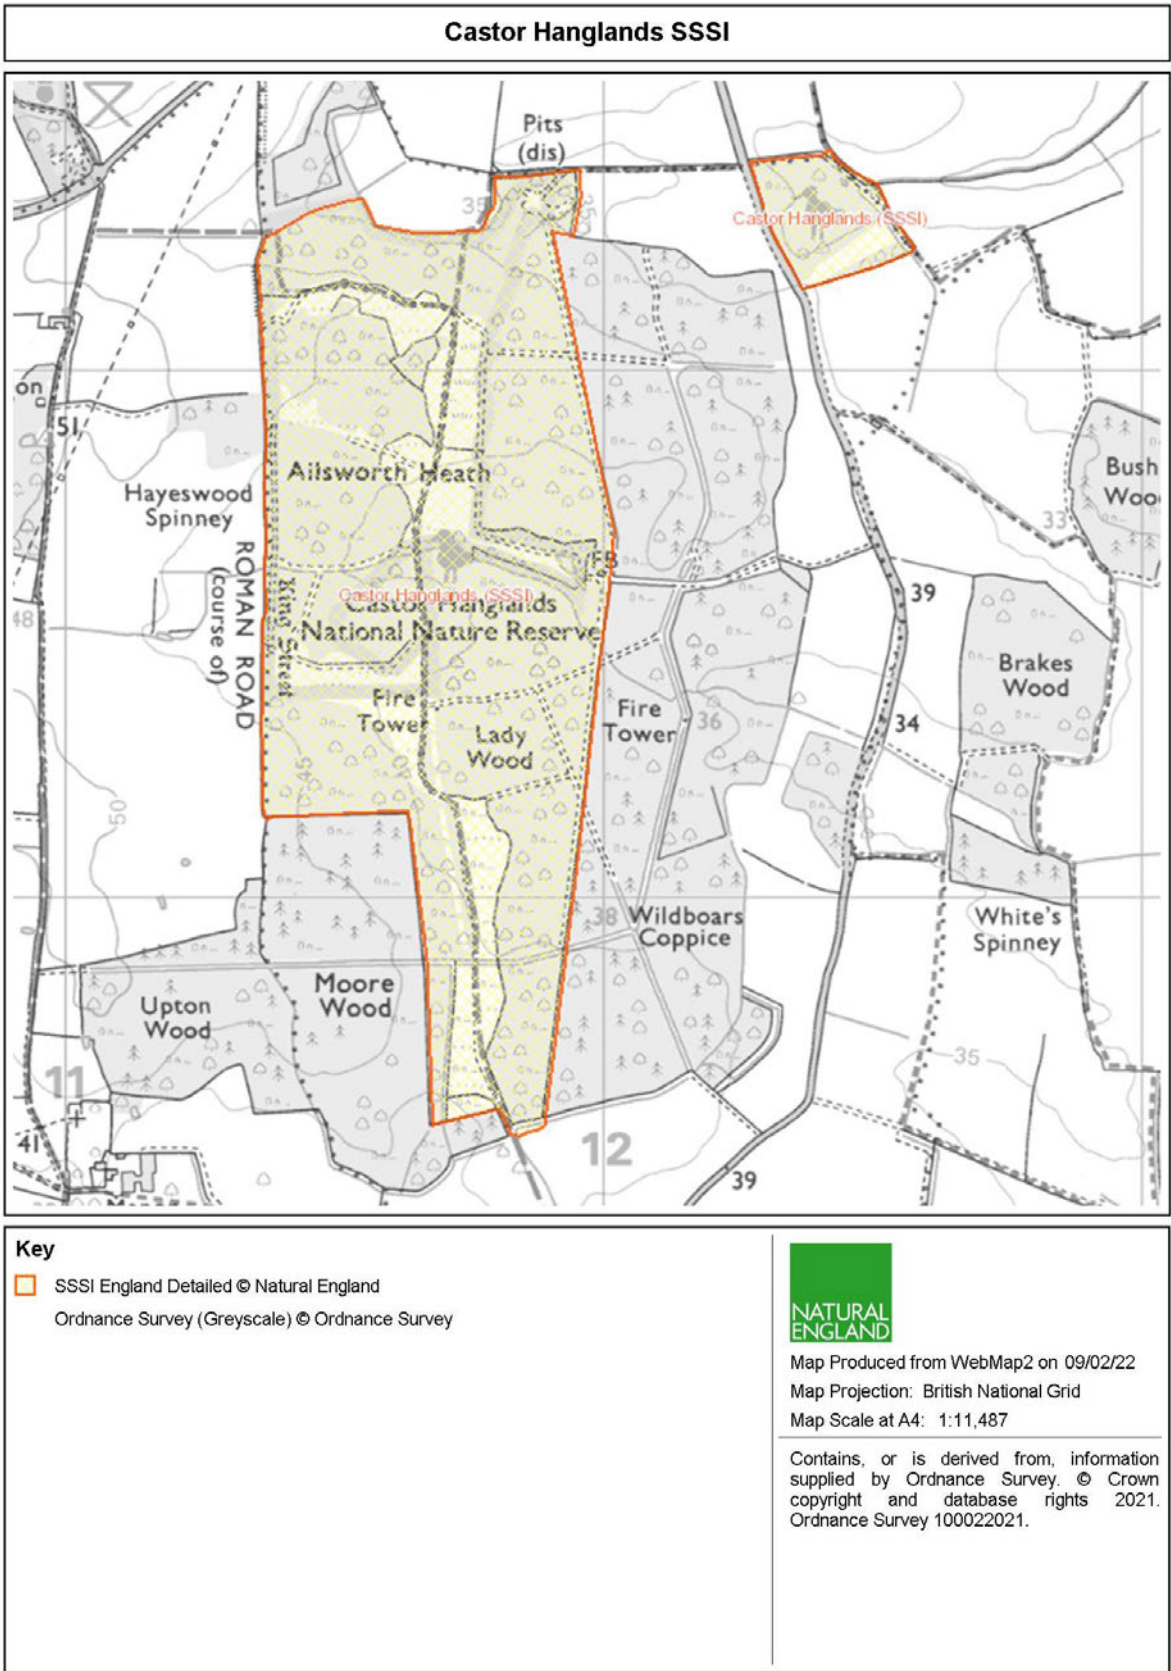 Castor Hanglands SSSI
Pits
(dis)
35
35
Castor Hanglands (SSSI)
on
51
Ailsworth Heath
Hayeswood
Spinney
Bush
Woo
33
ROMAN ROAD
(course of)
King Street
FB
39
48
Castor Hanglands (SSSI)
Castor Hanglands
National Nature Reserve
Brakes
Wood
Fire
Tower
Fire
Tower
36
34
Lady
Wood
45
50
38
Wildboars
Coppice
White's
Spinney
Moore
Wood
Upton
Wood
35
11
41
12
39
Key
SSSI England Detailed © Natural England
Ordnance Survey (Greyscale) © Ordnance Survey
NATURAL
ENGLAND
Map Produced from WebMap2 on 09/02/22
Map Projection: British National Grid
Map Scale at A4: 1:11,487
Contains, or is derived from, information
supplied by Ordnance Survey. © Crown
copyright and database rights 2021.
Ordnance Survey 100022021.